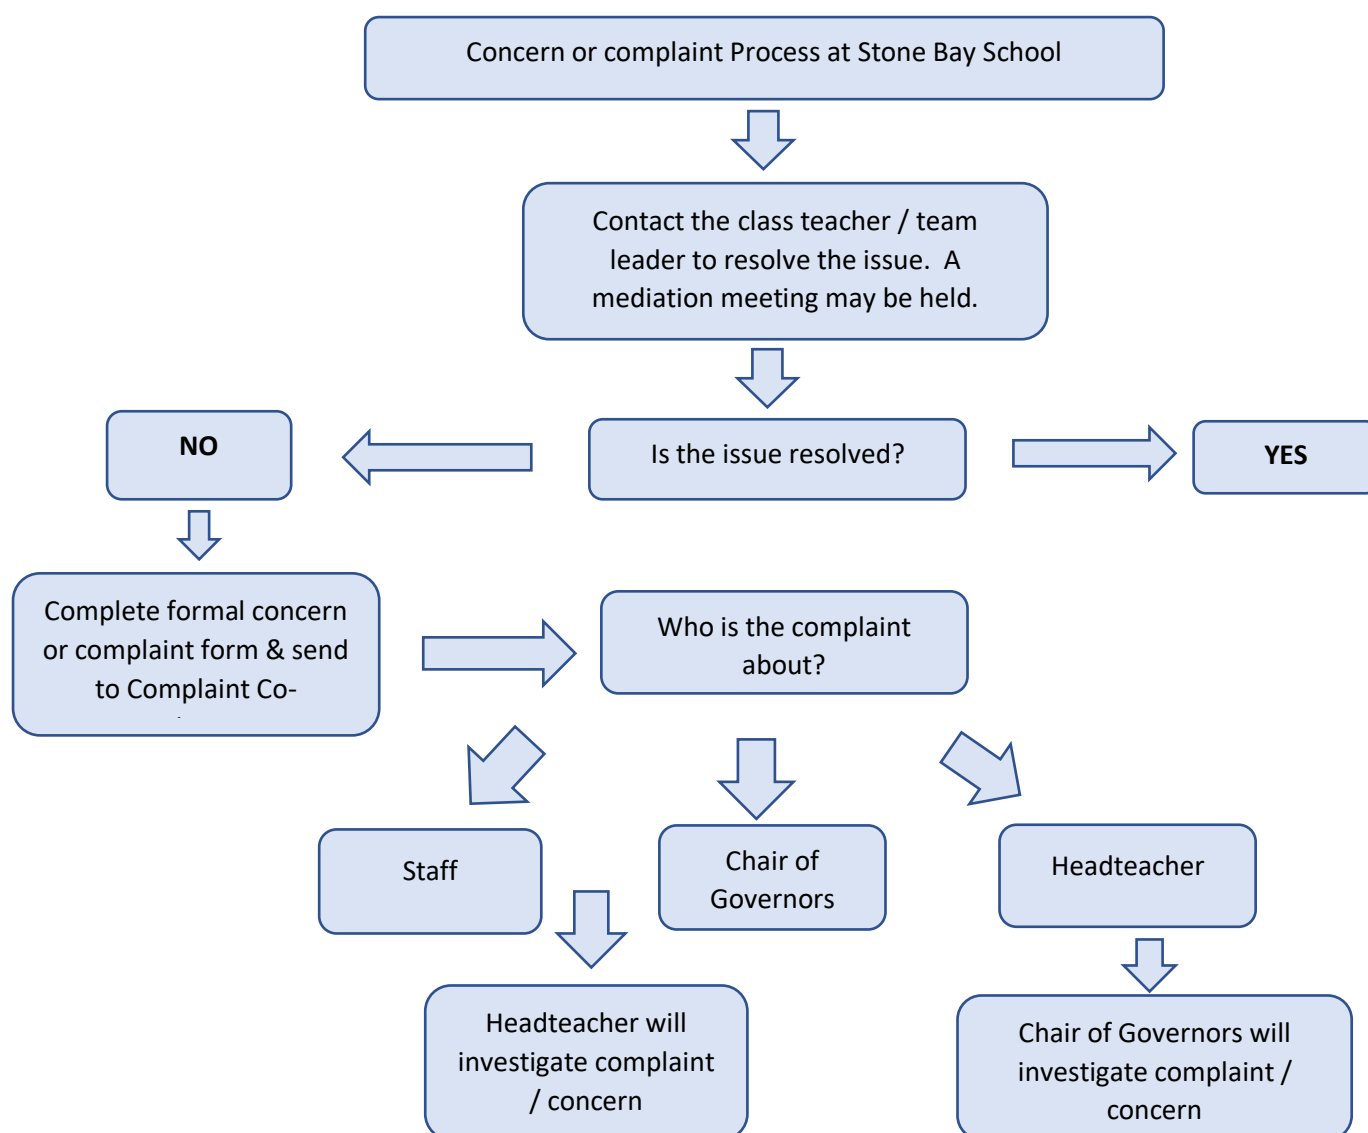 Concern or complaint Process at Stone Bay School
Contact the class teacher / team
leader to resolve the issue.  A
mediation meeting may be held.
NO
Is the issue resolved?
YES
Complete formal concern
or complaint form & send
to Complaint Co-
Who is the complaint
about?
Staff
Chair of
Governors
Headteacher
Headteacher will
investigate complaint
/ concern
Chair of Governors will
investigate complaint /
concern